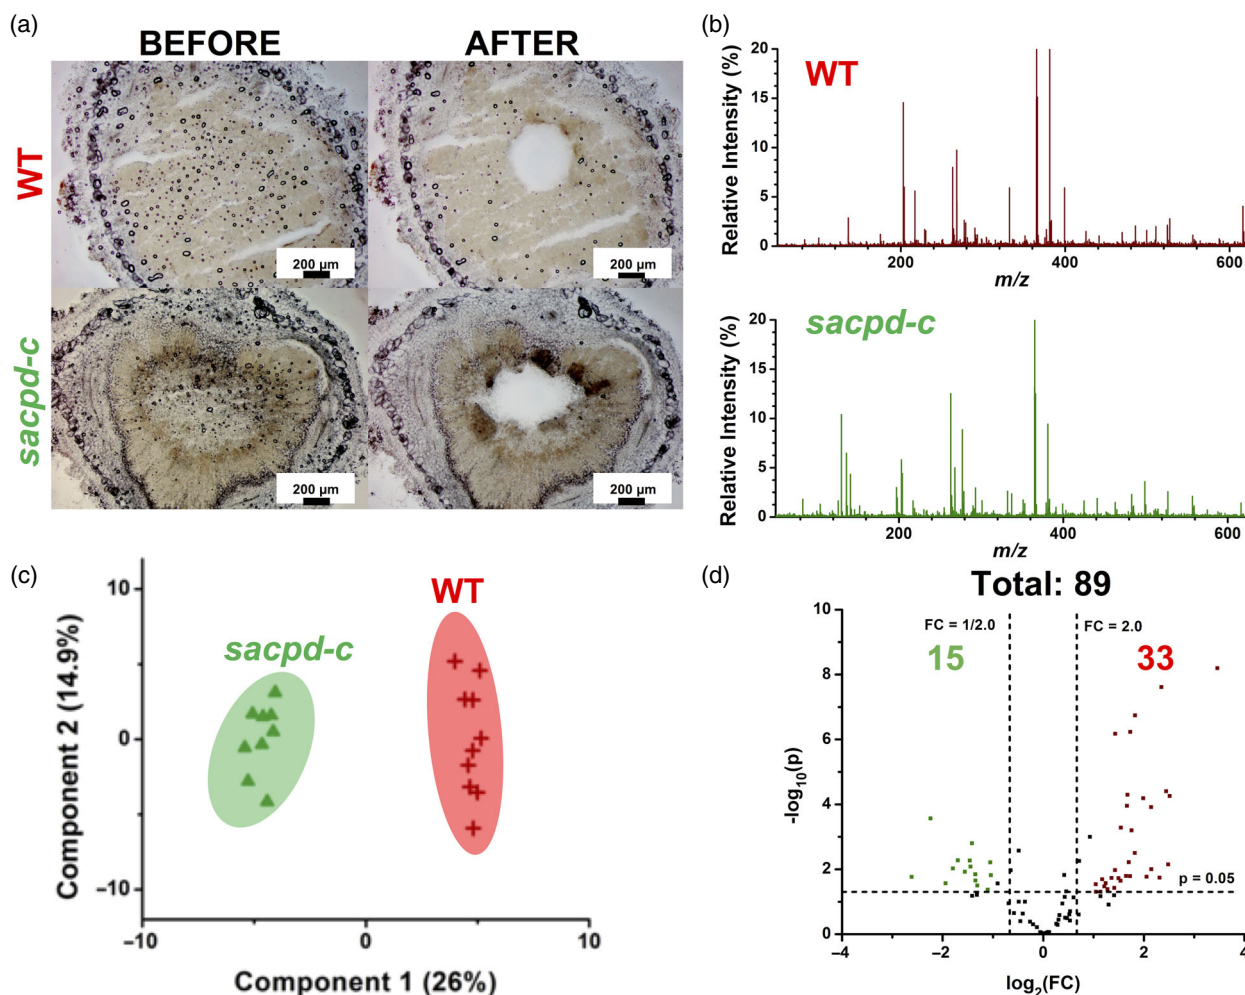 (a)
BEFORE
AFTER
WT
200 µm
200 µm
sacpd-c
200 µm
200 µm
(b)
20
15
10
5
0
Relative Intensity (%)
WT
200
400
600
m/z
20
15
10
5
0
Relative Intensity (%)
sacpd-c
200
400
600
m/z
(c)
10
0
−10
Component 2 (14.9%)
sacpd-c
WT
−10
0
10
Component 1 (26%)
(d)
Total: 89
10
8
6
4
2
0
-log10(p)
FC = 1/2.0
FC = 2.0
15
33
p = 0.05
−4
−2
0
2
4
log2(FC)